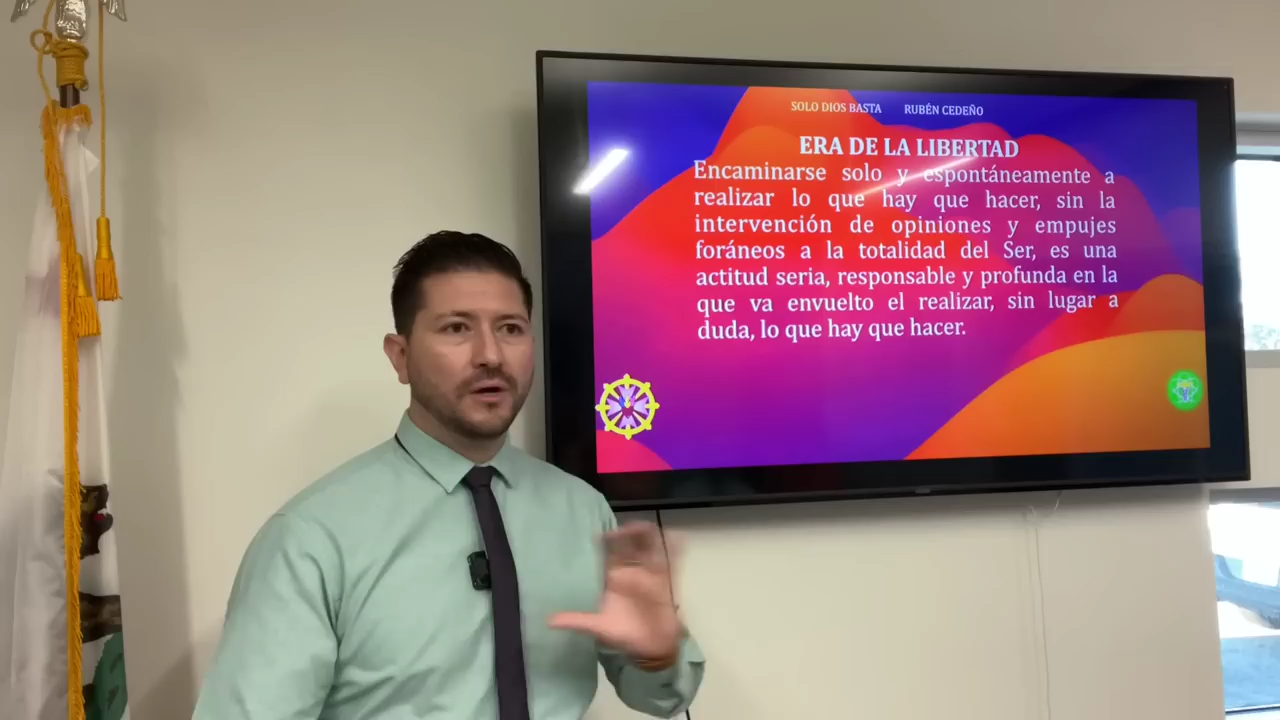 SOLO DIOS BASTA RUBÉN CEDEÑO
ERA DE LA LIBERTAD
Encaminarse solo y espontáneamente a
realizar lo que hay que hacer, sin la
intervención de opiniones y empujes
foráneos a la totalidad del Ser, es una
actitud seria, responsable y profunda en la
que va envuelto el realizar, sin lugar a
duda, lo que hay que hacer.